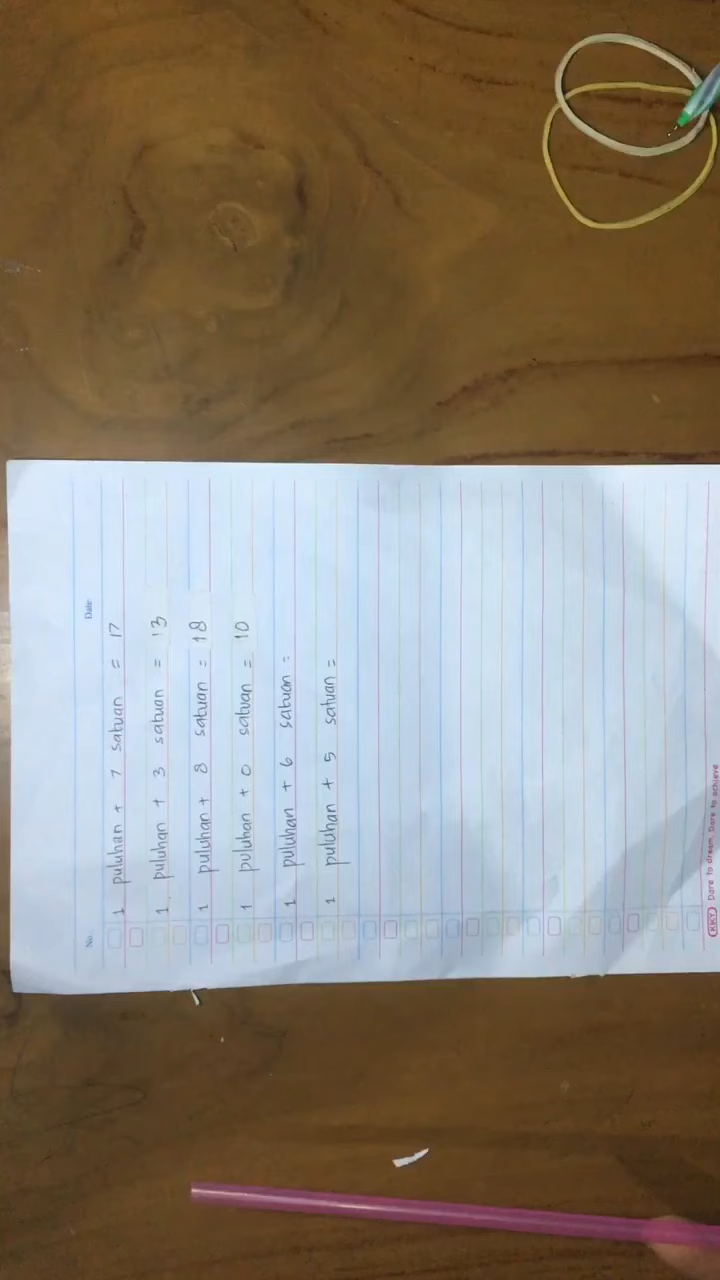 No. Date
1 puluhan + 7 satuan = 17
1 puluhan + 3 satuan = 13
1 puluhan + 8 satuan = 18
1 puluhan + 0 satuan = 10
1 puluhan + 6 satuan =
1 puluhan + 5 satuan =
KKY Dare to dream, Dare to achieve